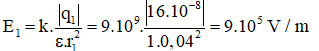 E₁ = k.|q₁|/(ε.r₁²) = 9.10⁹.|16.10⁻⁸|/(1.0,04²) = 9.10⁵ V / m